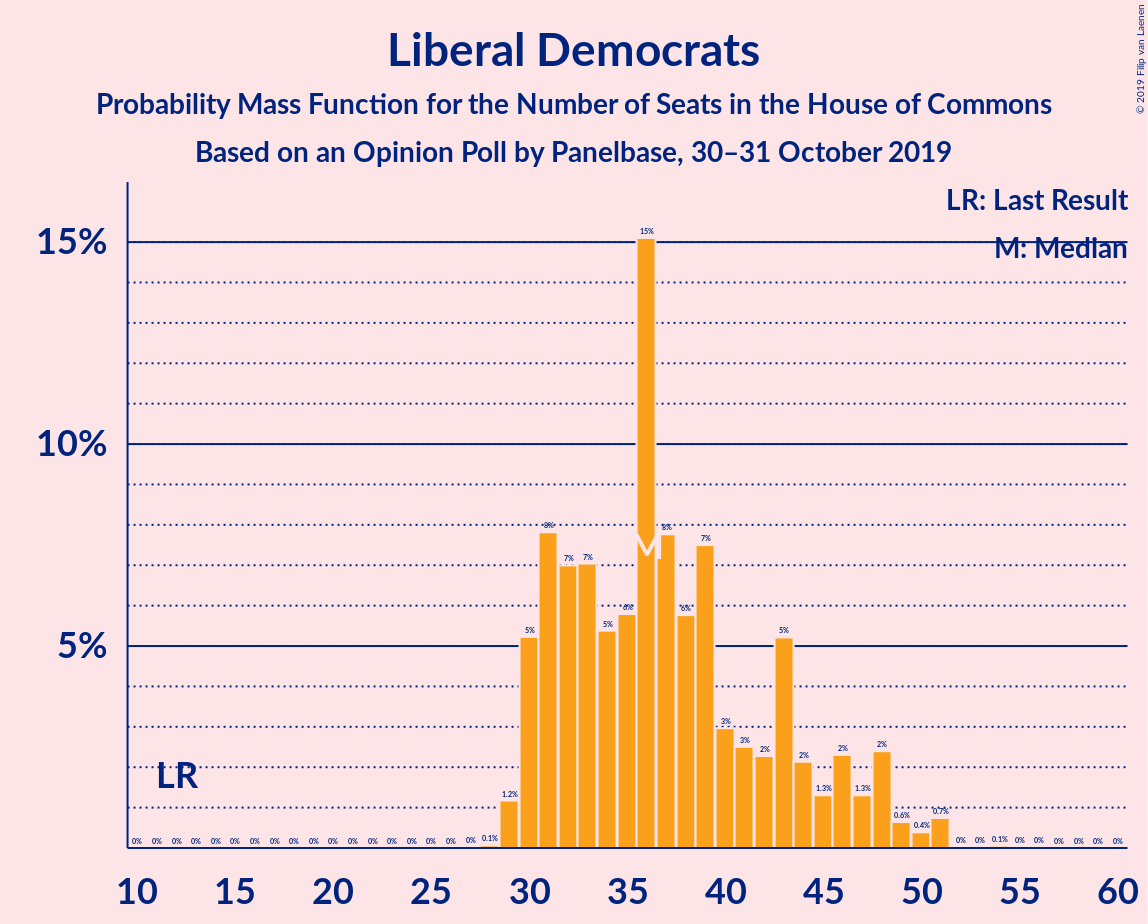 Liberal Democrats
Probability Mass Function for the Number of Seats in the House of Commons
Based on an Opinion Poll by Panelbase, 30–31 October 2019
© 2019 Filip van Laenen
LR: Last Result
M: Median
15%
10%
5%
LR
M
0% 0% 0% 0% 0% 0% 0% 0% 0% 0% 0% 0% 0% 0% 0% 0% 0% 0% 0.1% 1.2% 5% 8% 7% 7% 5% 6% 15% 8% 6% 7% 3% 3% 2% 5% 2% 1.3% 2% 1.3% 2% 0.6% 0.4% 0.7% 0% 0% 0.1% 0% 0% 0% 0% 0% 0%
10 15 20 25 30 35 40 45 50 55 60